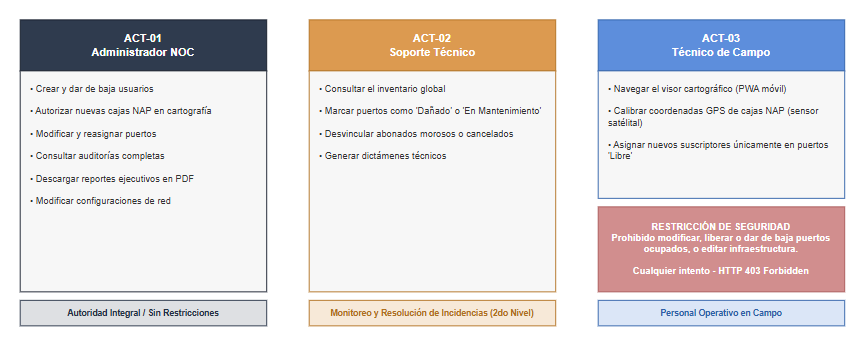 ACT-01
Administrador NOC
• Crear y dar de baja usuarios
• Autorizar nuevas cajas NAP en cartografía
• Modificar y reasignar puertos
• Consultar auditorías completas
• Descargar reportes ejecutivos en PDF
• Modificar configuraciones de red
Autoridad Integral / Sin Restricciones
ACT-02
Soporte Técnico
• Consultar el inventario global
• Marcar puertos como 'Dañado' o 'En Mantenimiento'
• Desvincular abonados morosos o cancelados
• Generar dictámenes técnicos
Monitoreo y Resolución de Incidencias (2do Nivel)
ACT-03
Técnico de Campo
• Navegar el visor cartográfico (PWA móvil)
• Calibrar coordenadas GPS de cajas NAP (sensor
satélital)
• Asignar nuevos suscriptores únicamente en puertos
'Libre'
RESTRICCIÓN DE SEGURIDAD
Prohibido modificar, liberar o dar de baja puertos
ocupados, o editar infraestructura.
Cualquier intento - HTTP 403 Forbidden
Personal Operativo en Campo